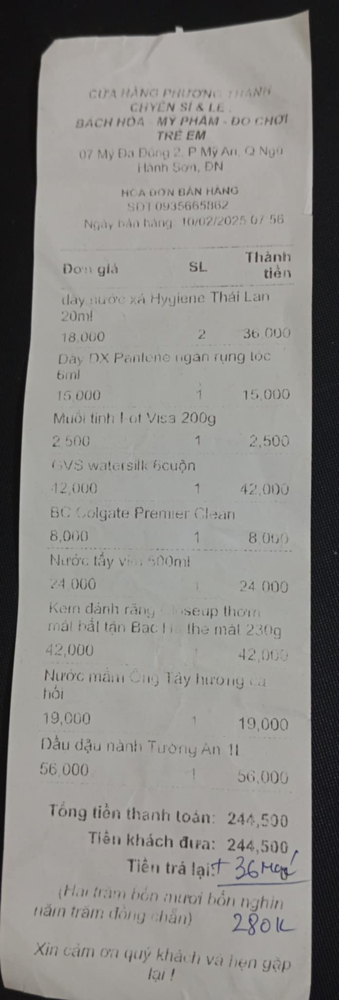 CỬA HÀNG PHƯƠNG THANH
CHYÊN SỈ & LẺ .
BÁCH HÓA - MỸ PHẨM - ĐỒ CHƠI
TRẺ EM
07 Mỹ Đa Đông 2, P Mỹ An, Q Ngũ
Hành Sơn, ĐN
HÓA ĐƠN BÁN HÀNG
SDT 0935665862
Ngày bán hàng: 10/02/2025 07:56
Đơn giá SL Thành
tiền
dây nước xả Hygiene Thái Lan
20ml
18,000 2 36,000
Dây DX Pantene ngăn rụng tóc
6ml
15,000 1 15,000
Muối tinh Hot Visa 200g
2,500 1 2,500
GVS watersilk 6cuộn
42,000 1 42,000
BC Colgate Premier Clean
8,000 1 8,000
Nước tẩy vim 500ml
24,000 1 24,000
Kem đánh răng Closeup thơm
mát bất tận Bạc Hà the mát 230g
42,000 1 42,000
Nước mắm Ông Tây hương cá
hồi
19,000 1 19,000
Dầu đậu nành Tường An 1L
56,000 1 56,000
Tổng tiền thanh toán: 244,500
Tiền khách đưa: 244,500
Tiền trả lại: + 36
(Hai trăm bốn mươi bốn nghìn
năm trăm đồng chẵn)
280K
Xin cảm ơn quý khách và hẹn gặp
lại !